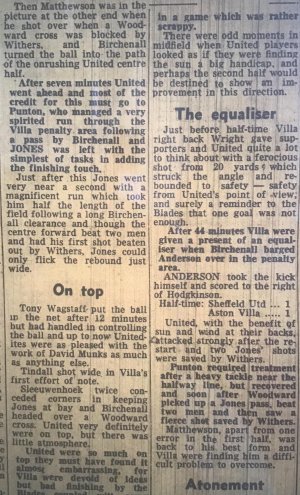 Then Matthewson was in the
picture at the other end when
he shot over when a Wood-
ward cross was blocked by
Withers, and Birchenall
turned the ball into the path
of the onrushing United centre
half.
After seven minutes United
went ahead and most of the
credit for this must go to
Punton, who managed a very
spirited run through the
Villa penalty area following
a pass by Birchenall and
JONES was left with the
simplest of tasks in adding
the finishing touch.
Just after this Jones went
very near a second with a
magnificent run which took
him half the length of the
field following a long Birchen-
all clearance and though the
centre forward beat two men
and had his first shot beaten
out by Withers, Jones could
only flick the rebound just
wide.
On top
Tony Wagstaff put the ball
in the net after 12 minutes
but had handled in controlling
the ball and up to now United-
ites were as pleased with the
work of David Munks as much
as anything else.
Tindall shot wide in Villa's
first effort of note.
Sleeuwenhoek twice con-
ceded corners in keeping
Jones at bay and Birchenall
headed over a Woodward
cross. United very definitely
were on top, but there was
little atmosphere.
United were so much on
top they must have found it
almost embarrassing, for
Villa were devoid of ideas
but bad finishing by the
in a game which was rather
scrappy.
There were odd moments in
midfield when United players
looked as if they were finding
the sun a big handicap, and
perhaps the second half would
be destined to show an im-
provement in this direction.
The equaliser
Just before half-time Villa
right back Wright gave sup-
porters and United quite a lot
to think about with a ferocious
shot from 20 yards which
struck the angle and re-
bounded to safety — safety
from United's point of view,
and surely a reminder to the
Blades that one goal was not
enough.
After 44 minutes Villa were
given a present of an equal-
iser when Birchenall barged
Anderson over in the penalty
area.
ANDERSON took the kick
himself and scored to the right
of Hodgkinson.
Half-time: Sheffield Utd ... 1
Aston Villa ..... 1
United, with the benefit of
sun and wind at their backs,
attacked strongly after the re-
start and two Jones' shots
were saved by Withers.
Punton required treatment
after a heavy tackle near the
halfway line, but recovered
and soon after Woodward
picked up a Jones pass, beat
two men and then saw a
fierce shot saved by Withers.
Matthewson, apart from one
error in the first half, was
back to his best form and
Villa were finding him a diffi-
cult problem to overcome.
Atonement